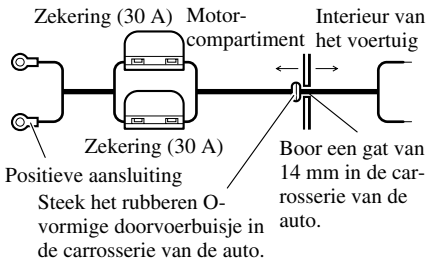 Zekering (30 A)
Motor-
compartiment
Interieur van
het voertuig
Zekering (30 A)
Positieve aansluiting
Steek het rubberen O-
vormige doorvoerbuisje in
de carrosserie van de auto.
Boor een gat van
14 mm in de car-
rosserie van de
auto.